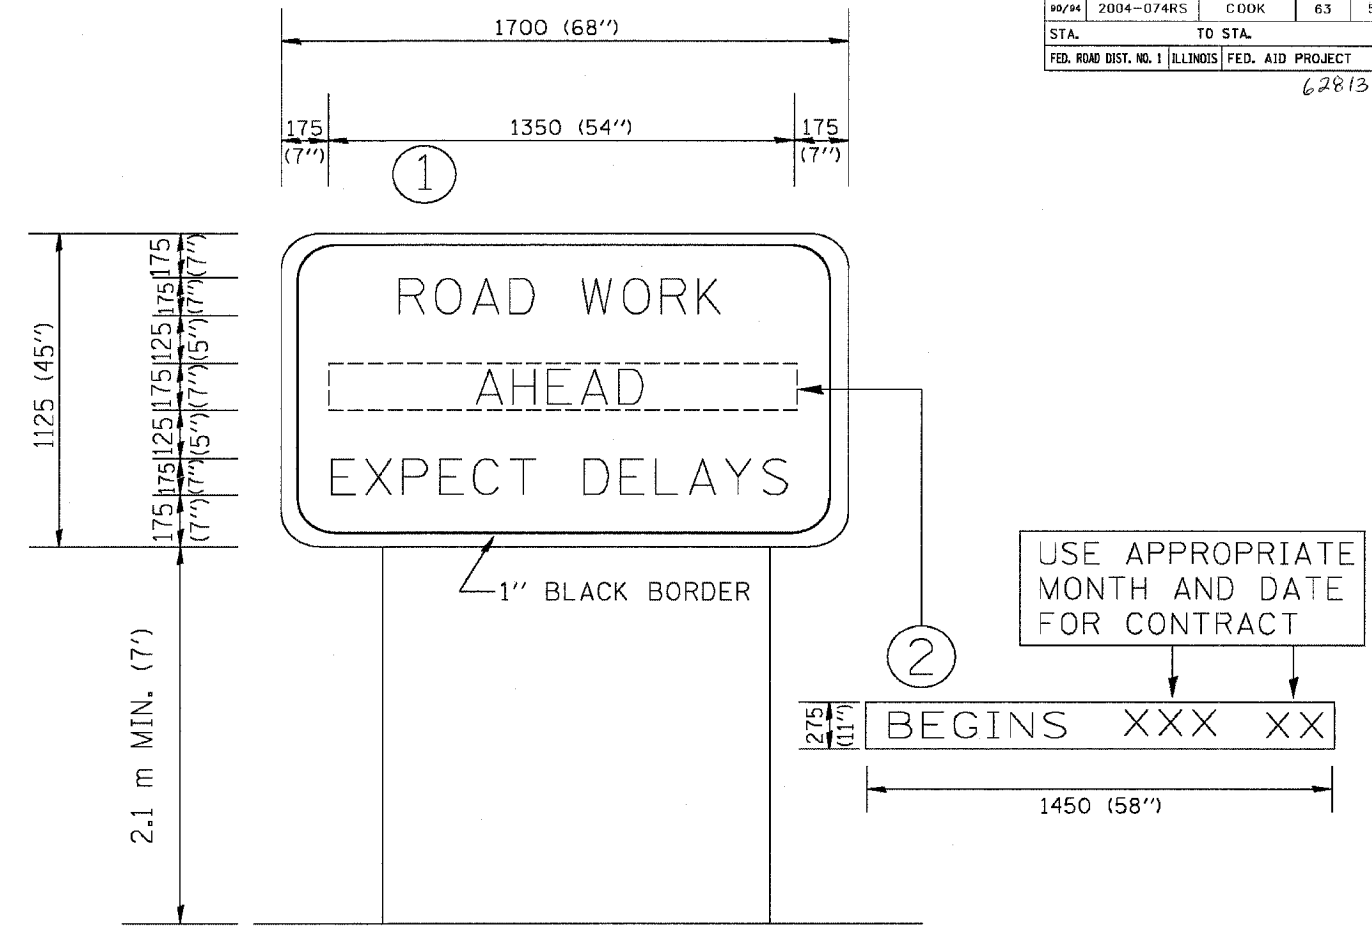 90/94 2004-074RS COOK 63
STA. TO STA.
FED. ROAD DIST. NO. 1 ILLINOIS FED. AID PROJECT
62813
1700 (68'')
175 (7'')
1350 (54'')
175 (7'')
1
1125 (45'')
175 (7'')
175 (7'')
125 (5'')
175 (7'')
125 (5'')
175 (7'')
175 (7'')
ROAD WORK
AHEAD
EXPECT DELAYS
1'' BLACK BORDER
2.1 m MIN. (7')
2
USE APPROPRIATE
MONTH AND DATE
FOR CONTRACT
275 (11'')
BEGINS XXX XX
1450 (58'')